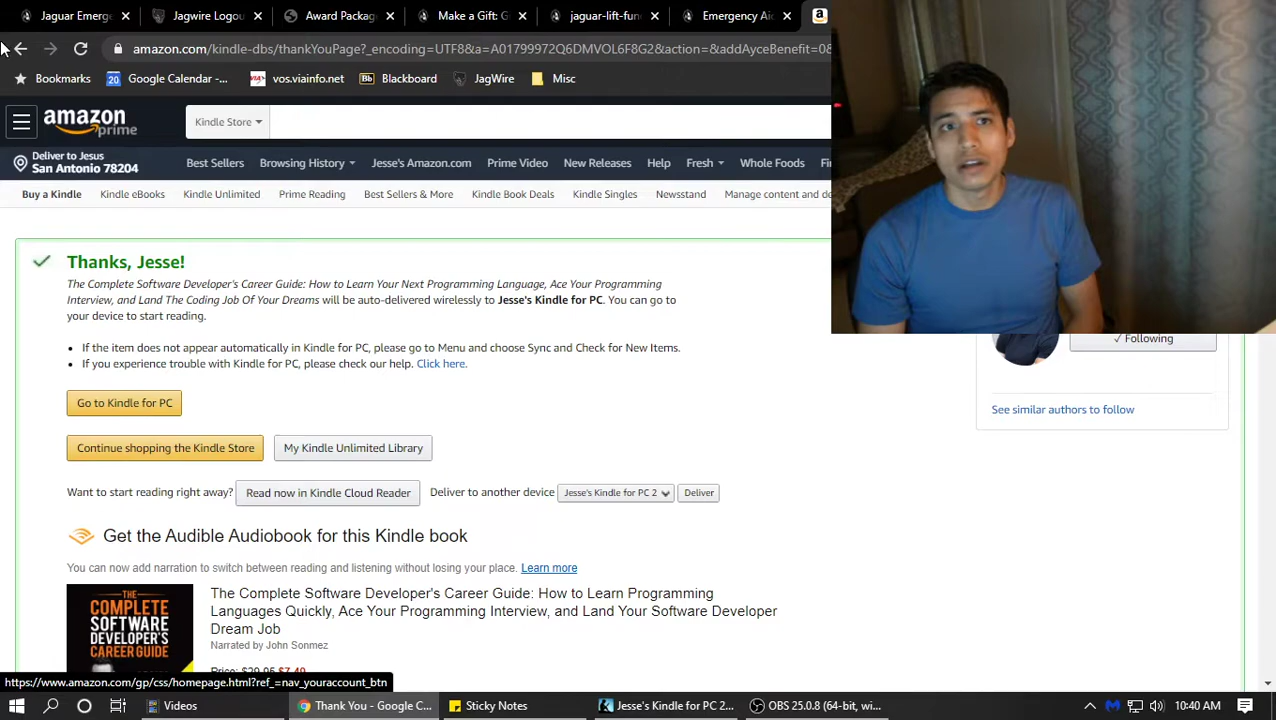 Jaguar Express
Jagwire Logout
Award Package
Make a Gift: G
jaguar-lift-fun
Emergency Aid
amazon.com/kindle-dbs/thankYouPage?_encoding=UTF8&a=A01799972Q6DMVOL6F8G2&action=&addAyceBenefit=0
Bookmarks
20 Google Calendar -...
VIA vos.viainfo.net
Bb Blackboard
JagWire
Misc
amazon prime
Kindle Store
Deliver to Jesus
San Antonio 78204
Best Sellers Browsing History Jesse's Amazon.com Prime Video New Releases Help Fresh Whole Foods
Buy a Kindle Kindle eBooks Kindle Unlimited Prime Reading Best Sellers & More Kindle Book Deals Kindle Singles Newsstand Manage content and de
Thanks, Jesse!
The Complete Software Developer's Career Guide: How to Learn Your Next Programming Language, Ace Your Programming
Interview, and Land The Coding Job Of Your Dreams will be auto-delivered wirelessly to Jesse's Kindle for PC. You can go to
your device to start reading.
If the item does not appear automatically in Kindle for PC, please go to Menu and choose Sync and Check for New Items.
If you experience trouble with Kindle for PC, please check our help. Click here.
✓ Following
See similar authors to follow
Go to Kindle for PC
Continue shopping the Kindle Store My Kindle Unlimited Library
Want to start reading right away? Read now in Kindle Cloud Reader Deliver to another device Jesse's Kindle for PC 2 Deliver
Get the Audible Audiobook for this Kindle book
You can now add narration to switch between reading and listening without losing your place. Learn more
THE
COMPLETE
SOFTWARE
DEVELOPER'S
CAREER GUIDE
The Complete Software Developer's Career Guide: How to Learn Programming
Languages Quickly, Ace Your Programming Interview, and Land Your Software Developer
Dream Job
Narrated by John Sonmez
Price: $29.96 $7.49
https://www.amazon.com/gp/css/homepage.html?ref_=nav_youraccount_btn
Videos
Thank You - Google C...
Sticky Notes
Jesse's Kindle for PC 2...
OBS 25.0.8 (64-bit, wi...
10:40 AM